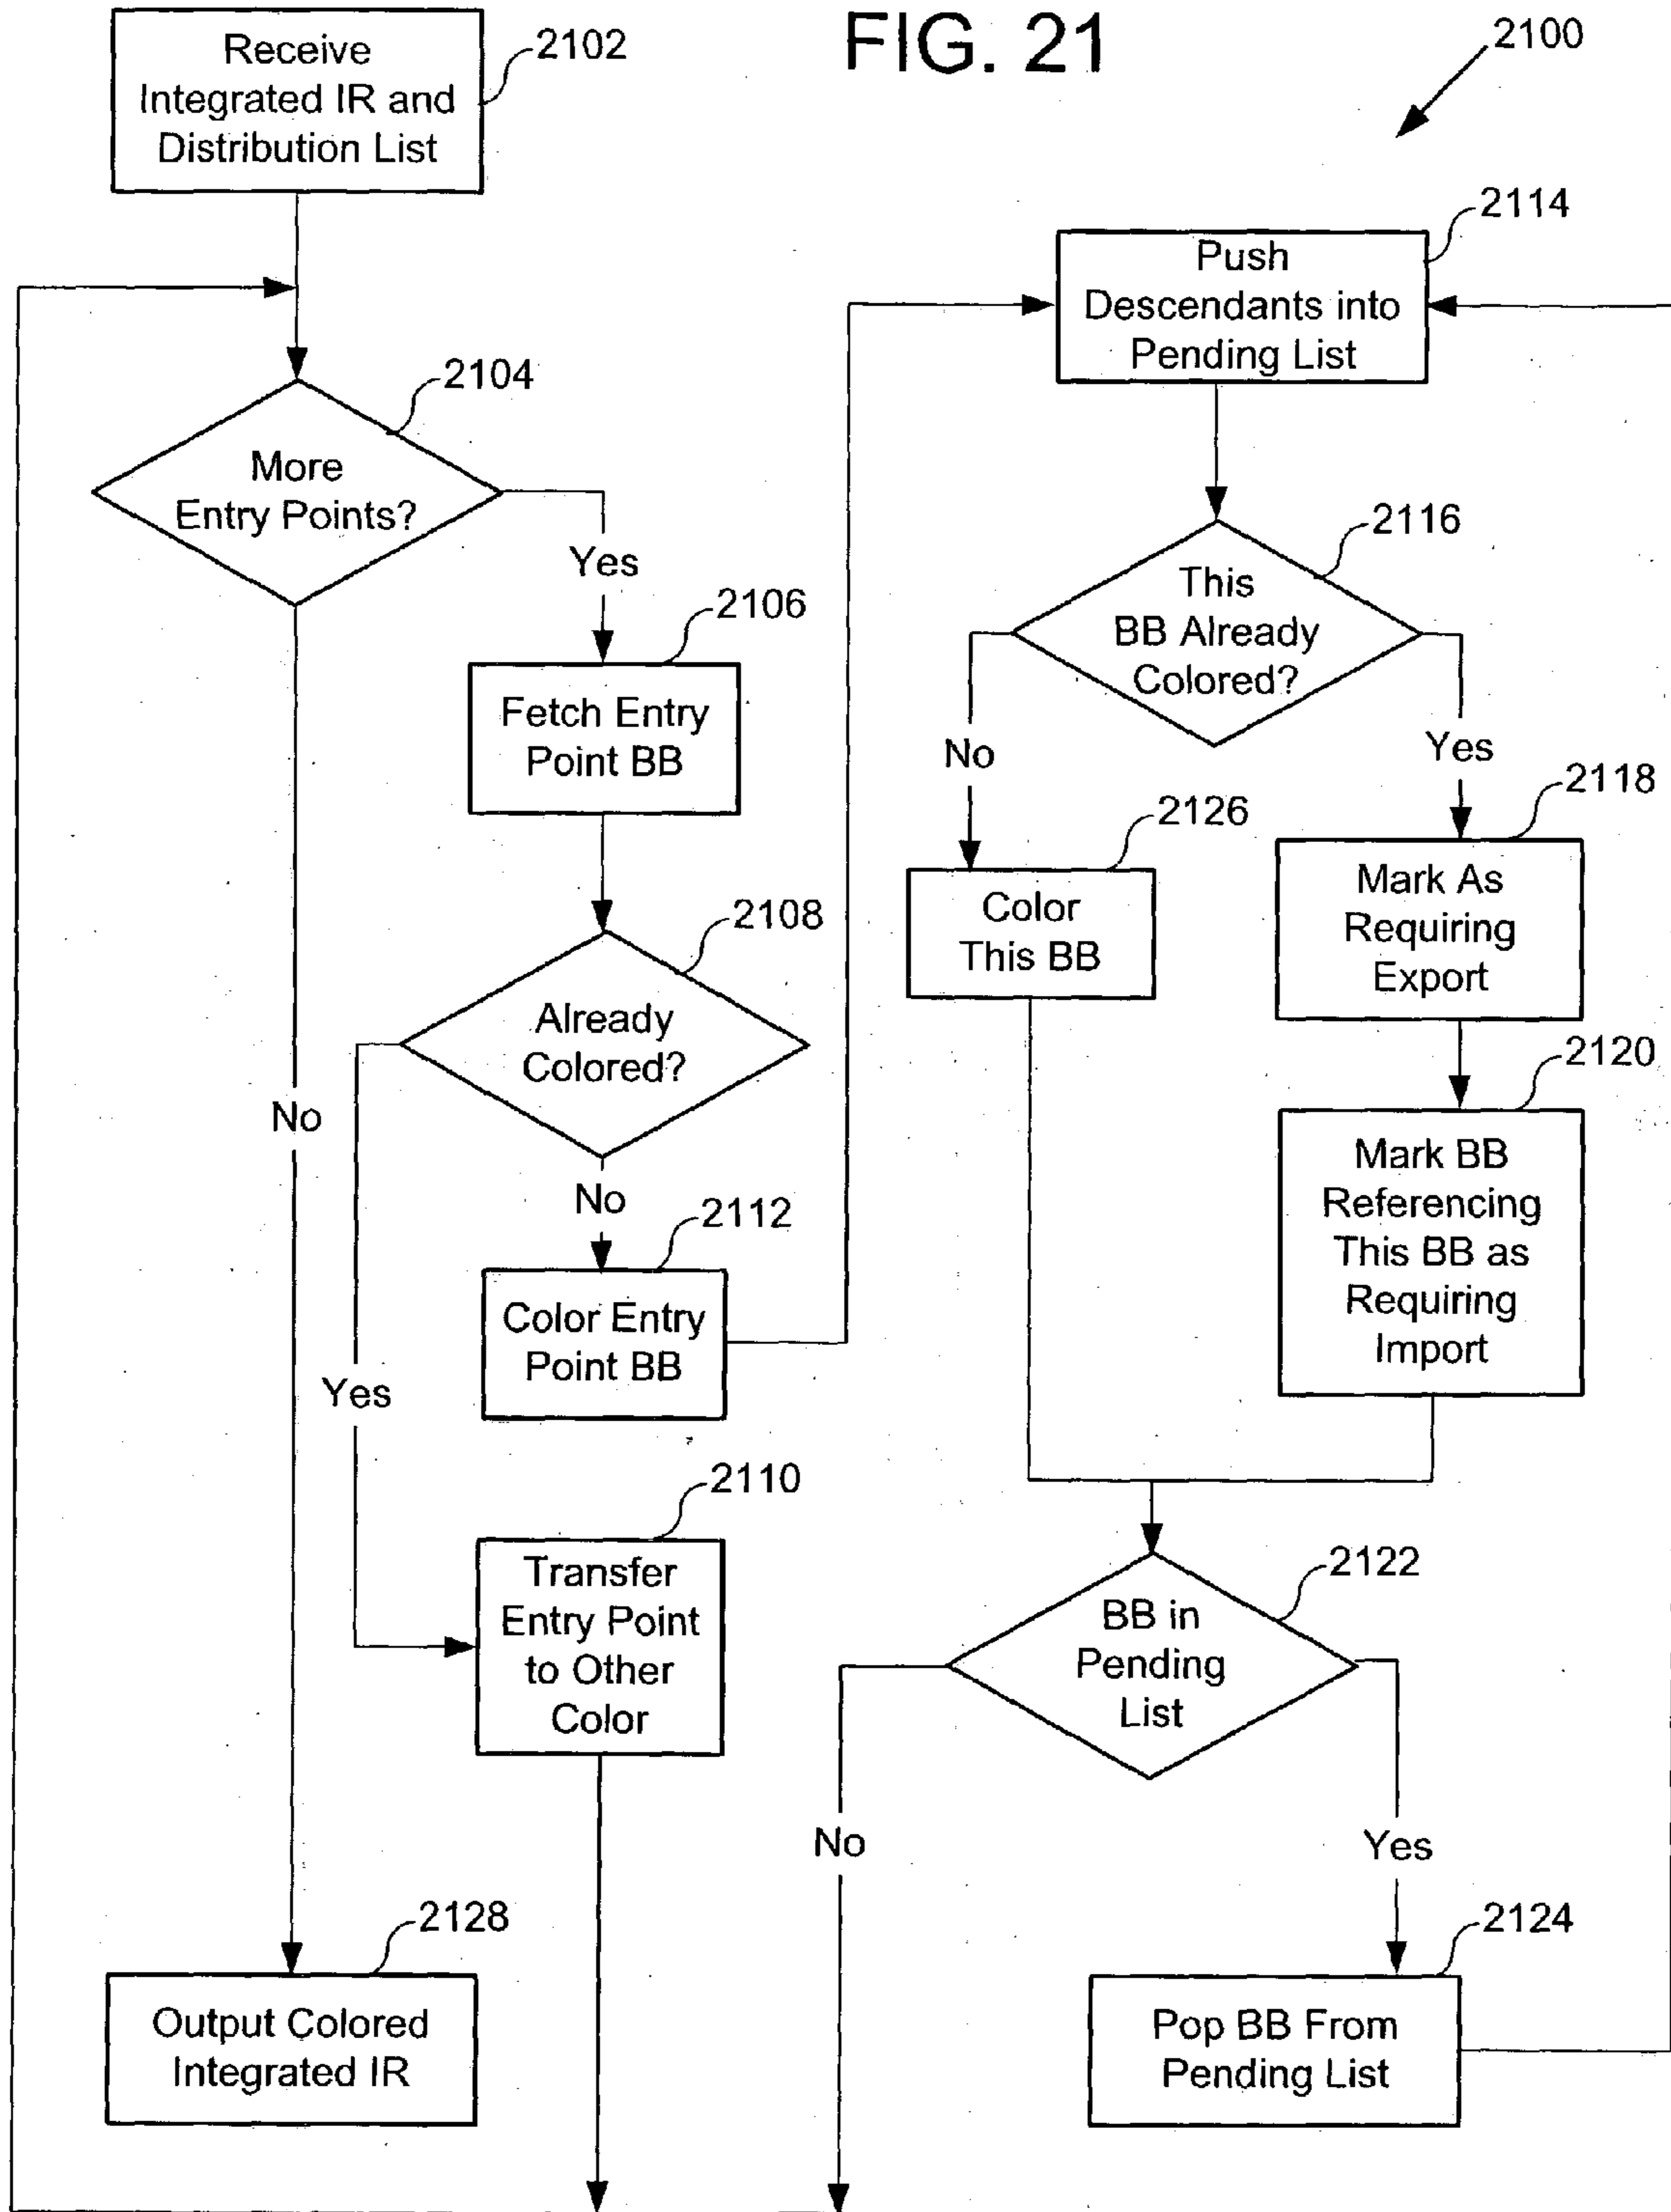 FIG. 21
2100
Receive
Integrated IR and
Distribution List
2102
More
Entry Points?
2104
Yes
No
2106
Fetch Entry
Point BB
2108
Already
Colored?
No
Yes
2112
Color Entry
Point BB
2110
Transfer
Entry Point
to Other
Color
2128
Output Colored
Integrated IR
2114
Push
Descendants into
Pending List
2116
This
BB Already
Colored?
No
Yes
2126
Color
This BB
2118
Mark As
Requiring
Export
2120
Mark BB
Referencing
This BB as
Requiring
Import
2122
BB in
Pending
List
No
Yes
2124
Pop BB From
Pending List